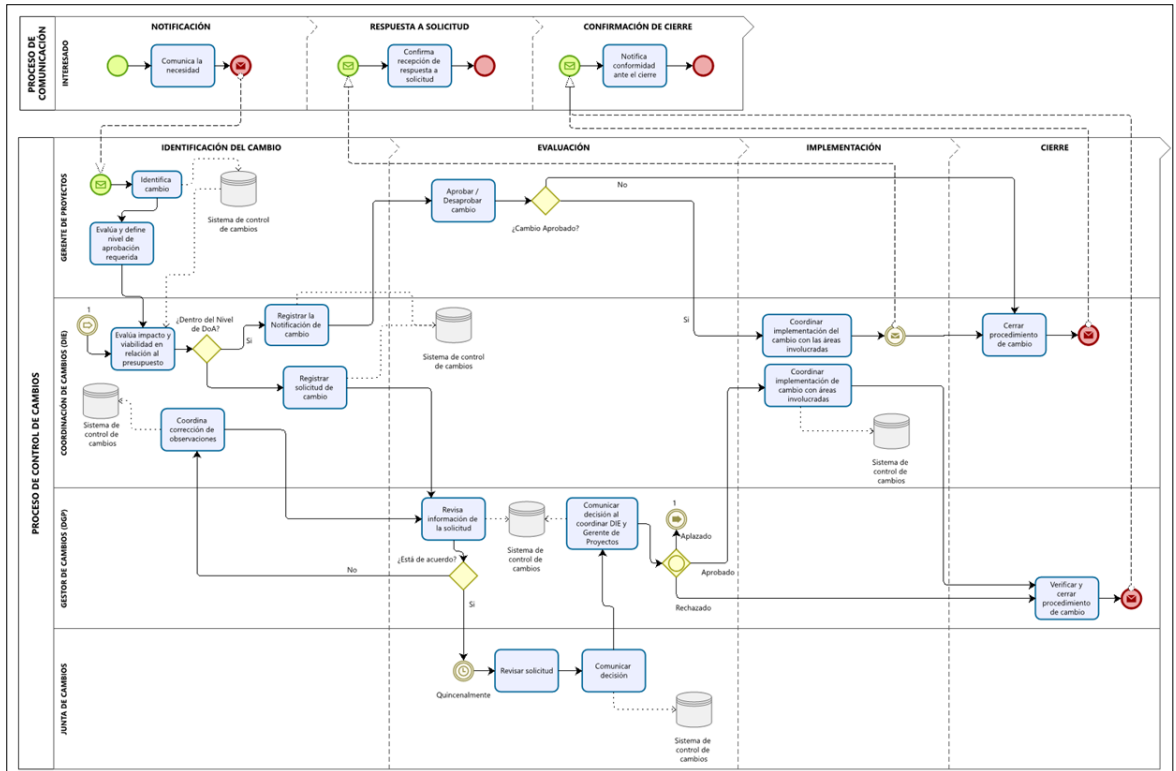 PROCESO DE
COMUNICACIÓN
INTERESADO
NOTIFICACIÓN
RESPUESTA A SOLICITUD
CONFIRMACIÓN DE CIERRE
Comunica la
necesidad
Confirma
recepción de
respuesta a
solicitud
Notifica
conformidad
ante el cierre
PROCESO DE CONTROL DE CAMBIOS
IDENTIFICACIÓN DEL CAMBIO
EVALUACIÓN
IMPLEMENTACIÓN
CIERRE
GERENTE DE PROYECTOS
Identifica
cambio
Sistema de control
de cambios
Evalúa y define
nivel de
aprobación
requerida
Aprobar /
Desaprobar
cambio
¿Cambio Aprobado?
No
Si
COORDINACIÓN DE CAMBIOS (DIE)
1
Evalúa impacto y
viabilidad en
relación al
presupuesto
¿Dentro del Nivel
de DoA?
Si
Registrar la
Notificación de
cambio
Registrar
solicitud de
cambio
Sistema de control
de cambios
Sistema de
control de
cambios
Coordina
corrección de
observaciones
Coordinar
implementación del
cambio con las áreas
involucradas
Coordinar
implementación de
cambio con áreas
involucradas
Sistema de
control de
cambios
Cerrar
procedimiento
de cambio
GESTOR DE CAMBIOS (DGP)
Revisa
información de
la solicitud
¿Está de acuerdo?
No
Si
Sistema de
control de
cambios
Comunicar
decisión al
coordinar DIE y
Gerente de
Proyectos
1
Aplazado
Aprobado
Rechazado
Verificar y
cerrar
procedimiento
de cambio
JUNTA DE CAMBIOS
Quincenalmente
Revisar solicitud
Comunicar
decisión
Sistema de
control de
cambios